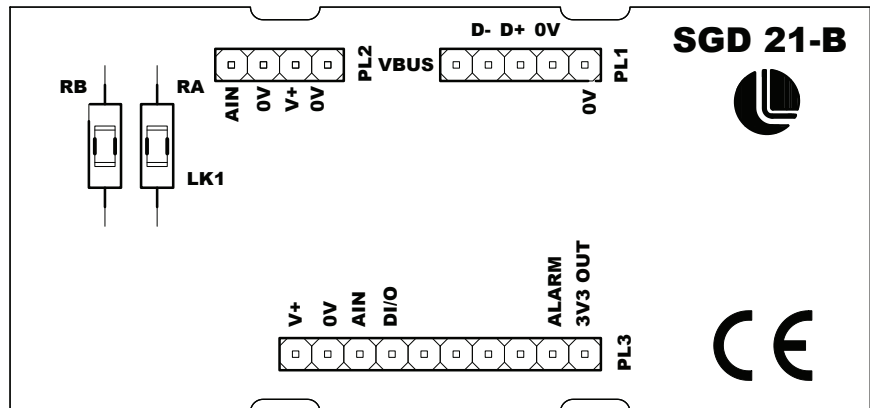 D- D+ 0V
SGD 21-B
VBUS
PL2
PL1
RB
RA
AIN
0V
V+
0V
0V
LK1
V+
0V
AIN
DI/O
ALARM
3V3 OUT
PL3
CE